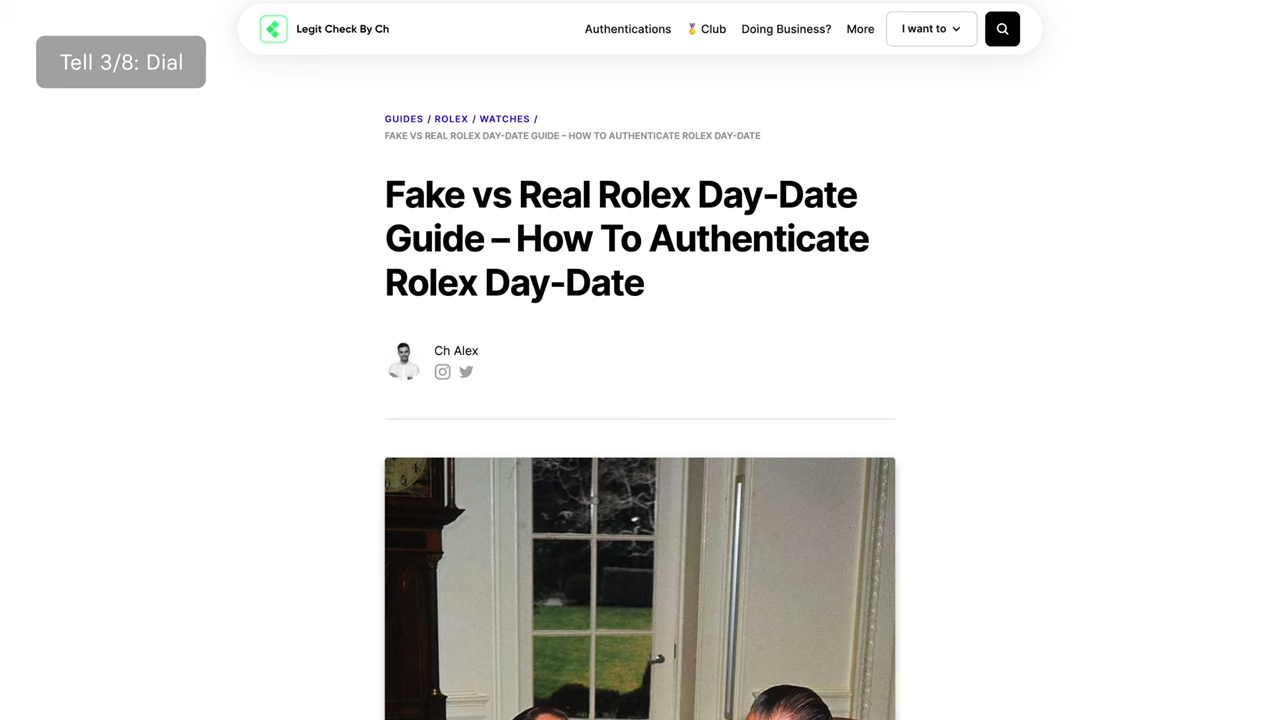 Legit Check By Ch
Authentications
🏅 Club
Doing Business?
More
I want to
Tell 3/8: Dial
GUIDES / ROLEX / WATCHES /
FAKE VS REAL ROLEX DAY-DATE GUIDE – HOW TO AUTHENTICATE ROLEX DAY-DATE
Fake vs Real Rolex Day-Date
Guide – How To Authenticate
Rolex Day-Date
Ch Alex